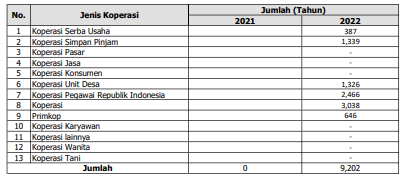 No. Jenis Koperasi Jumlah (Tahun)
2021 2022
1 Koperasi Serba Usaha 387
2 Koperasi Simpan Pinjam 1,339
3 Koperasi Pasar -
4 Koperasi Jasa -
5 Koperasi Konsumen -
6 Koperasi Unit Desa 1,326
7 Koperasi Pegawai Republik Indonesia 2,466
8 Koperasi 3,038
9 Primkop 646
10 Koperasi Karyawan -
11 Koperasi lainnya -
12 Koperasi Wanita -
13 Koperasi Tani -
Jumlah 0 9,202